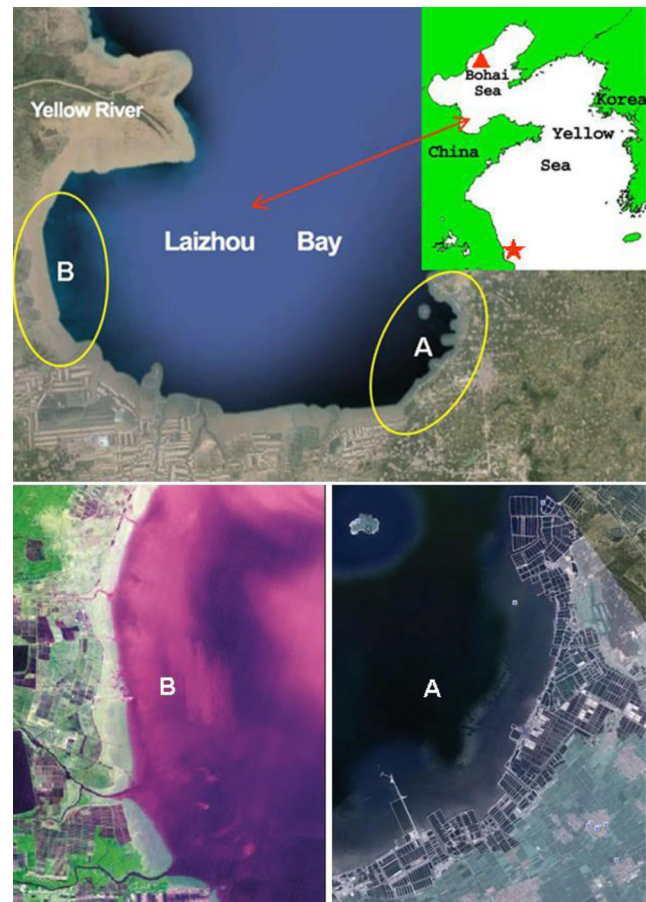 Yellow River
Bohai
Sea
Korea
Yellow
China
Sea
Laizhou Bay
B
A
B
A